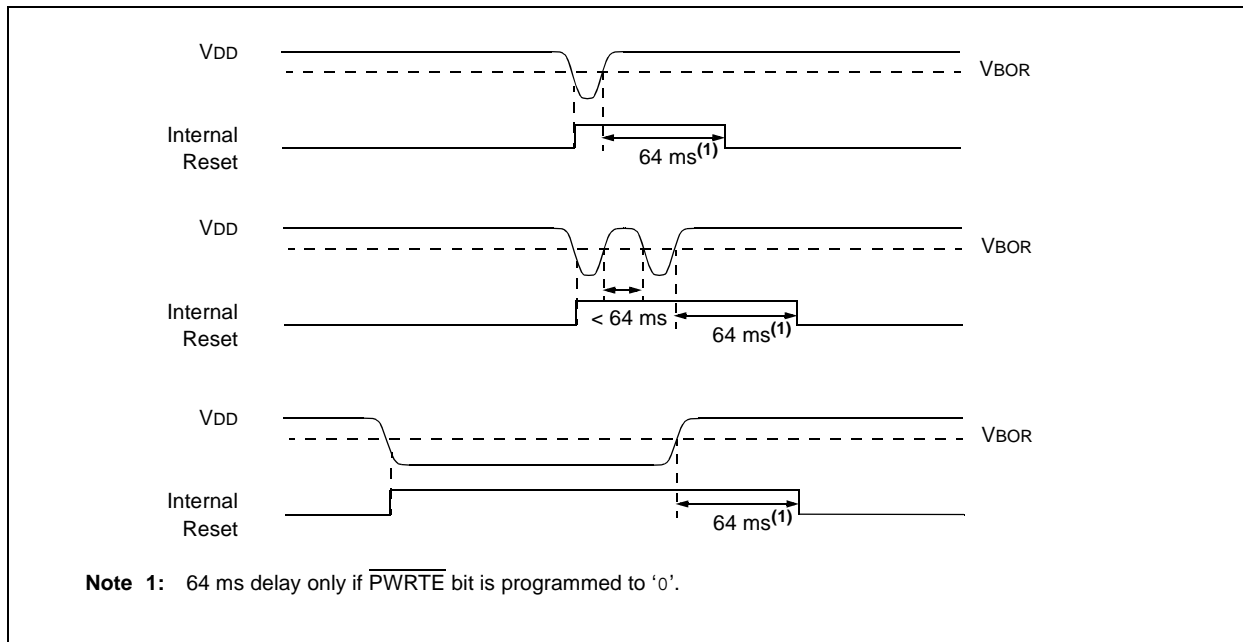 VDD
VBOR
Internal
Reset
64 ms(1)
VDD
VBOR
Internal
Reset
< 64 ms
64 ms(1)
VDD
VBOR
Internal
Reset
64 ms(1)
Note 1: 64 ms delay only if PWRTE bit is programmed to ‘0’.